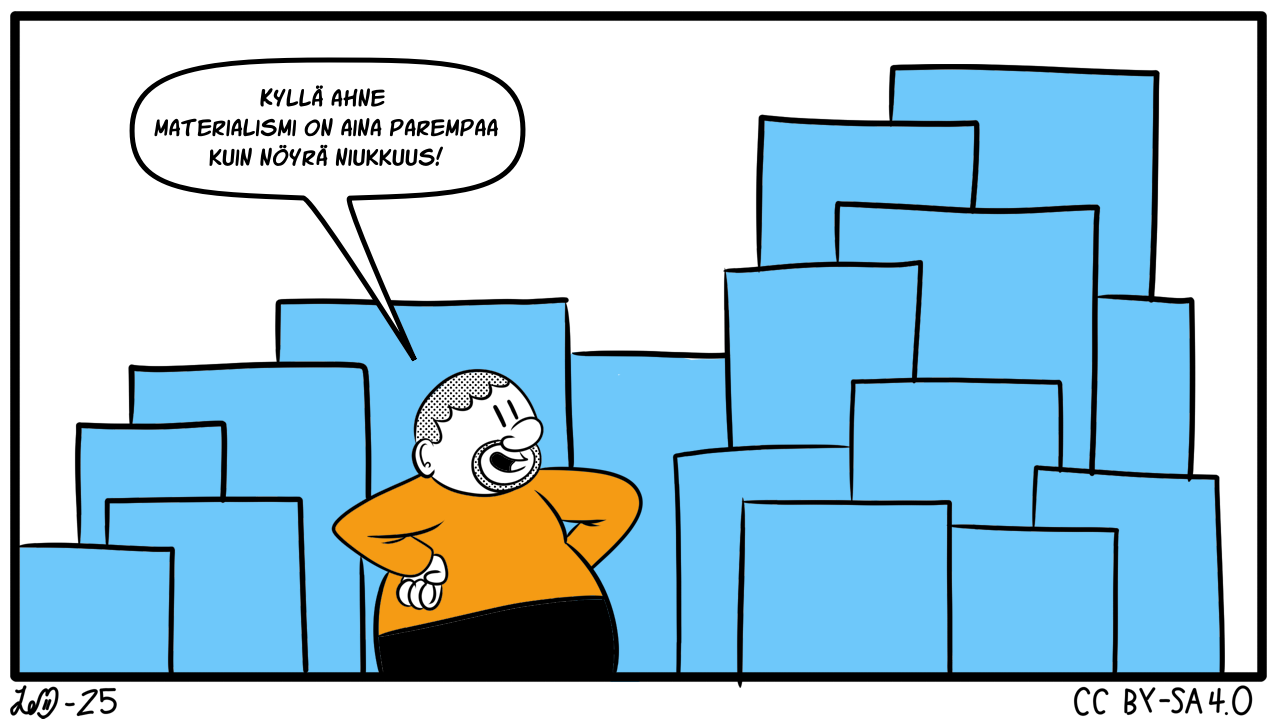 KYLLÄ AHNE
MATERIALISMI ON AINA PAREMPAA
KUIN NÖYRÄ NIUKKUUS!
-25
CC BY-SA 4.0